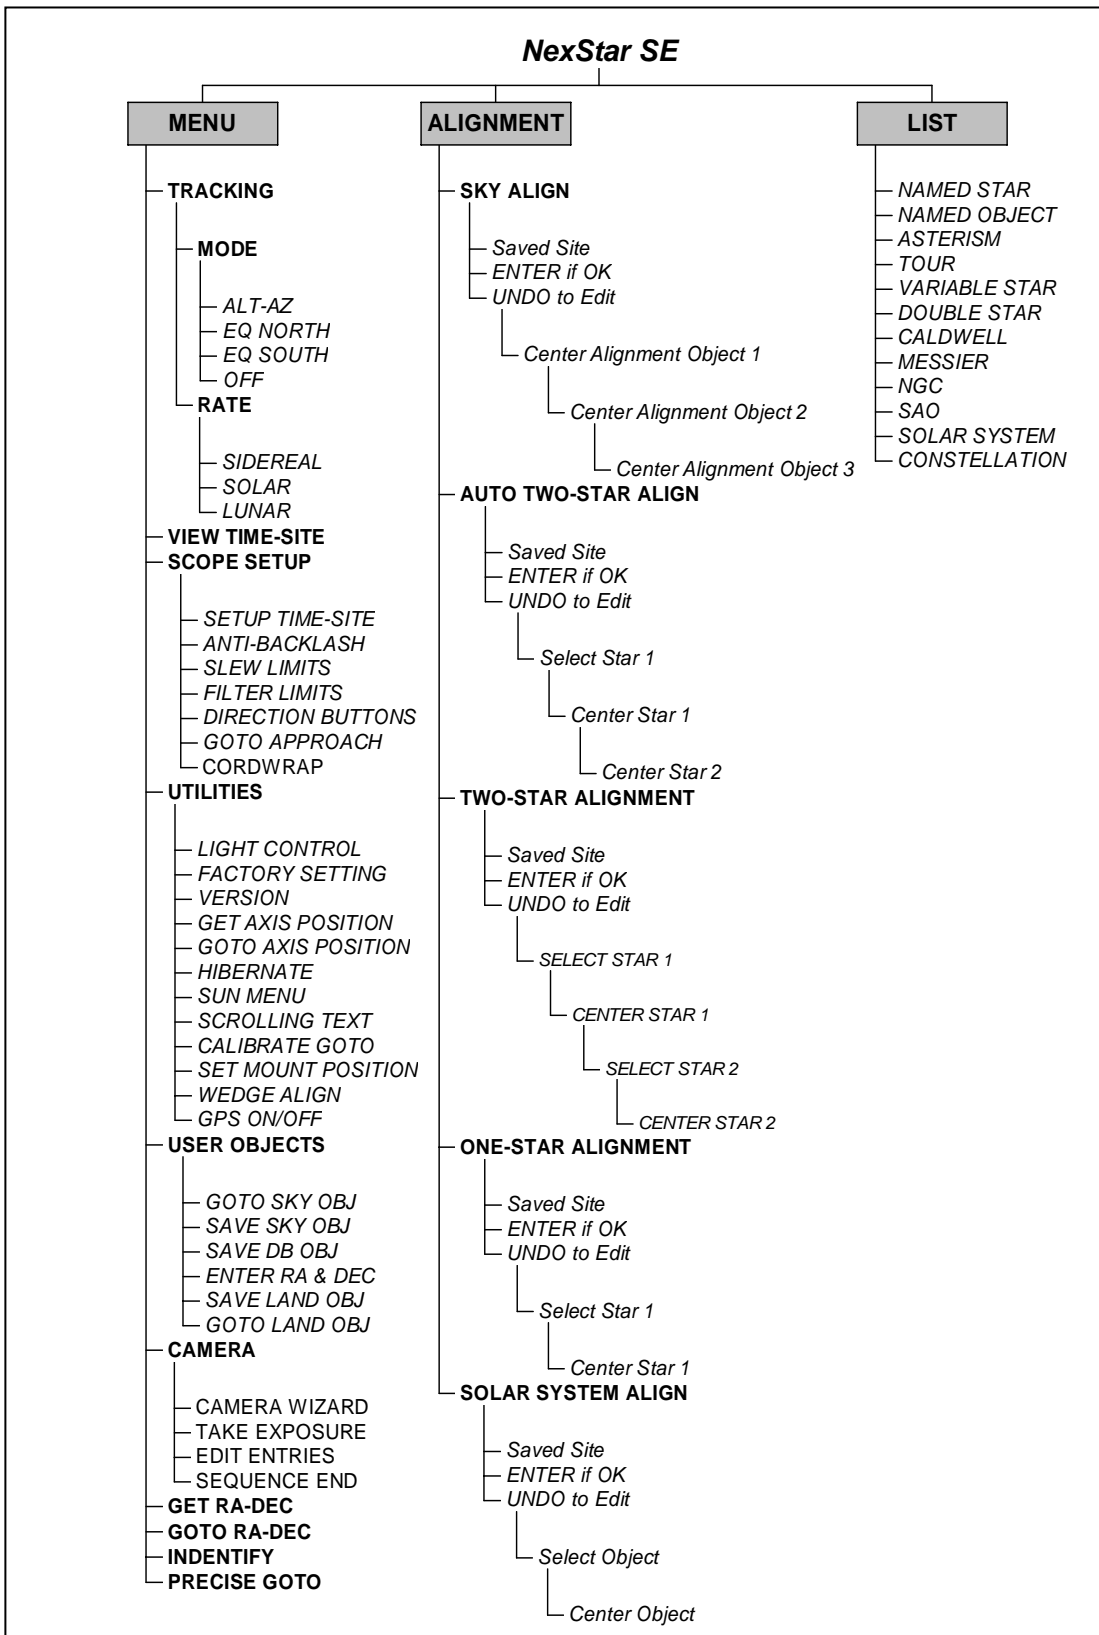 NexStar SE
MENU
TRACKING
MODE
ALT-AZ
EQ NORTH
EQ SOUTH
OFF
RATE
SIDEREAL
SOLAR
LUNAR
VIEW TIME-SITE
SCOPE SETUP
SETUP TIME-SITE
ANTI-BACKLASH
SLEW LIMITS
FILTER LIMITS
DIRECTION BUTTONS
GOTO APPROACH
CORDWRAP
UTILITIES
LIGHT CONTROL
FACTORY SETTING
VERSION
GET AXIS POSITION
GOTO AXIS POSITION
HIBERNATE
SUN MENU
SCROLLING TEXT
CALIBRATE GOTO
SET MOUNT POSITION
WEDGE ALIGN
GPS ON/OFF
USER OBJECTS
GOTO SKY OBJ
SAVE SKY OBJ
SAVE DB OBJ
ENTER RA & DEC
SAVE LAND OBJ
GOTO LAND OBJ
CAMERA
CAMERA WIZARD
TAKE EXPOSURE
EDIT ENTRIES
SEQUENCE END
GET RA-DEC
GOTO RA-DEC
INDENTIFY
PRECISE GOTO
ALIGNMENT
SKY ALIGN
Saved Site
ENTER if OK
UNDO to Edit
Center Alignment Object 1
Center Alignment Object 2
Center Alignment Object 3
AUTO TWO-STAR ALIGN
Saved Site
ENTER if OK
UNDO to Edit
Select Star 1
Center Star 1
Center Star 2
TWO-STAR ALIGNMENT
Saved Site
ENTER if OK
UNDO to Edit
SELECT STAR 1
CENTER STAR 1
SELECT STAR 2
CENTER STAR 2
ONE-STAR ALIGNMENT
Saved Site
ENTER if OK
UNDO to Edit
Select Star 1
Center Star 1
SOLAR SYSTEM ALIGN
Saved Site
ENTER if OK
UNDO to Edit
Select Object
Center Object
LIST
NAMED STAR
NAMED OBJECT
ASTERISM
TOUR
VARIABLE STAR
DOUBLE STAR
CALDWELL
MESSIER
NGC
SAO
SOLAR SYSTEM
CONSTELLATION